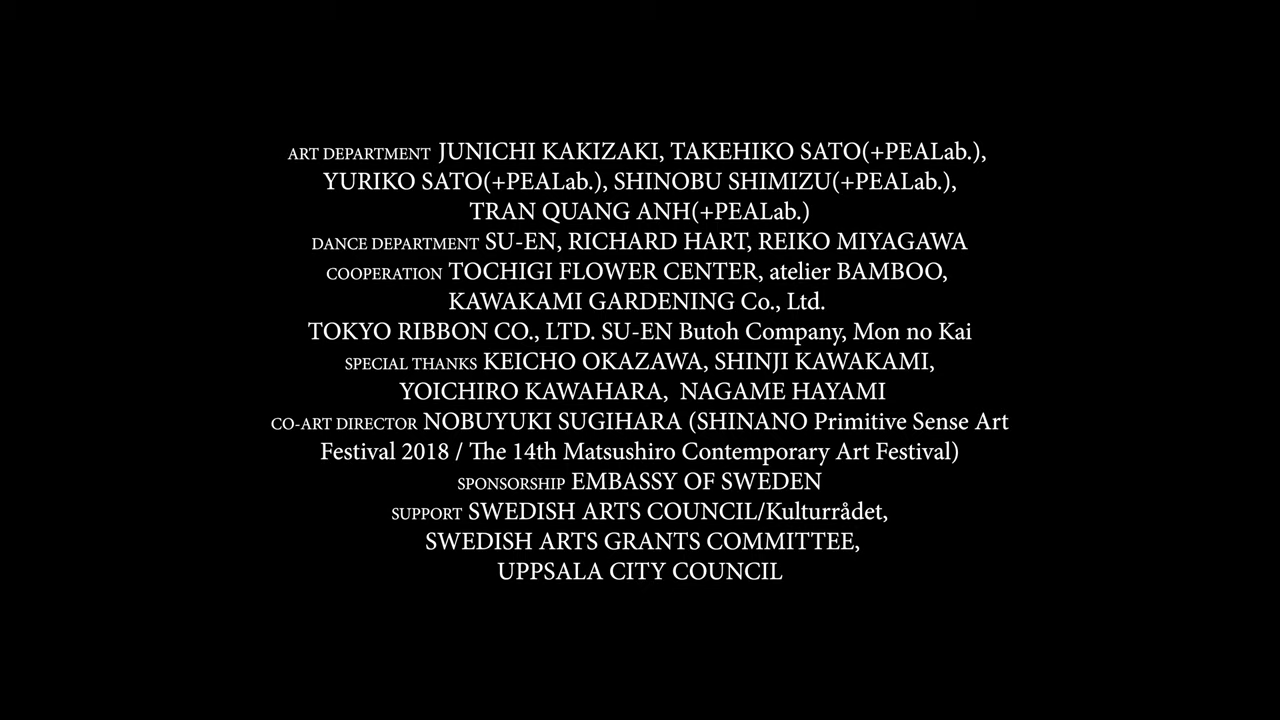 ART DEPARTMENT JUNICHI KAKIZAKI, TAKEHIKO SATO(+PEALab.),
YURIKO SATO(+PEALab.), SHINOBU SHIMIZU(+PEALab.),
TRAN QUANG ANH(+PEALab.)
DANCE DEPARTMENT SU-EN, RICHARD HART, REIKO MIYAGAWA
COOPERATION TOCHIGI FLOWER CENTER, atelier BAMBOO,
KAWAKAMI GARDENING Co., Ltd.
TOKYO RIBBON CO., LTD. SU-EN Butoh Company, Mon no Kai
SPECIAL THANKS KEICHO OKAZAWA, SHINJI KAWAKAMI,
YOICHIRO KAWAHARA, NAGAME HAYAMI
CO-ART DIRECTOR NOBUYUKI SUGIHARA (SHINANO Primitive Sense Art
Festival 2018 / The 14th Matsushiro Contemporary Art Festival)
SPONSORSHIP EMBASSY OF SWEDEN
SUPPORT SWEDISH ARTS COUNCIL/Kulturrådet,
SWEDISH ARTS GRANTS COMMITTEE,
UPPSALA CITY COUNCIL